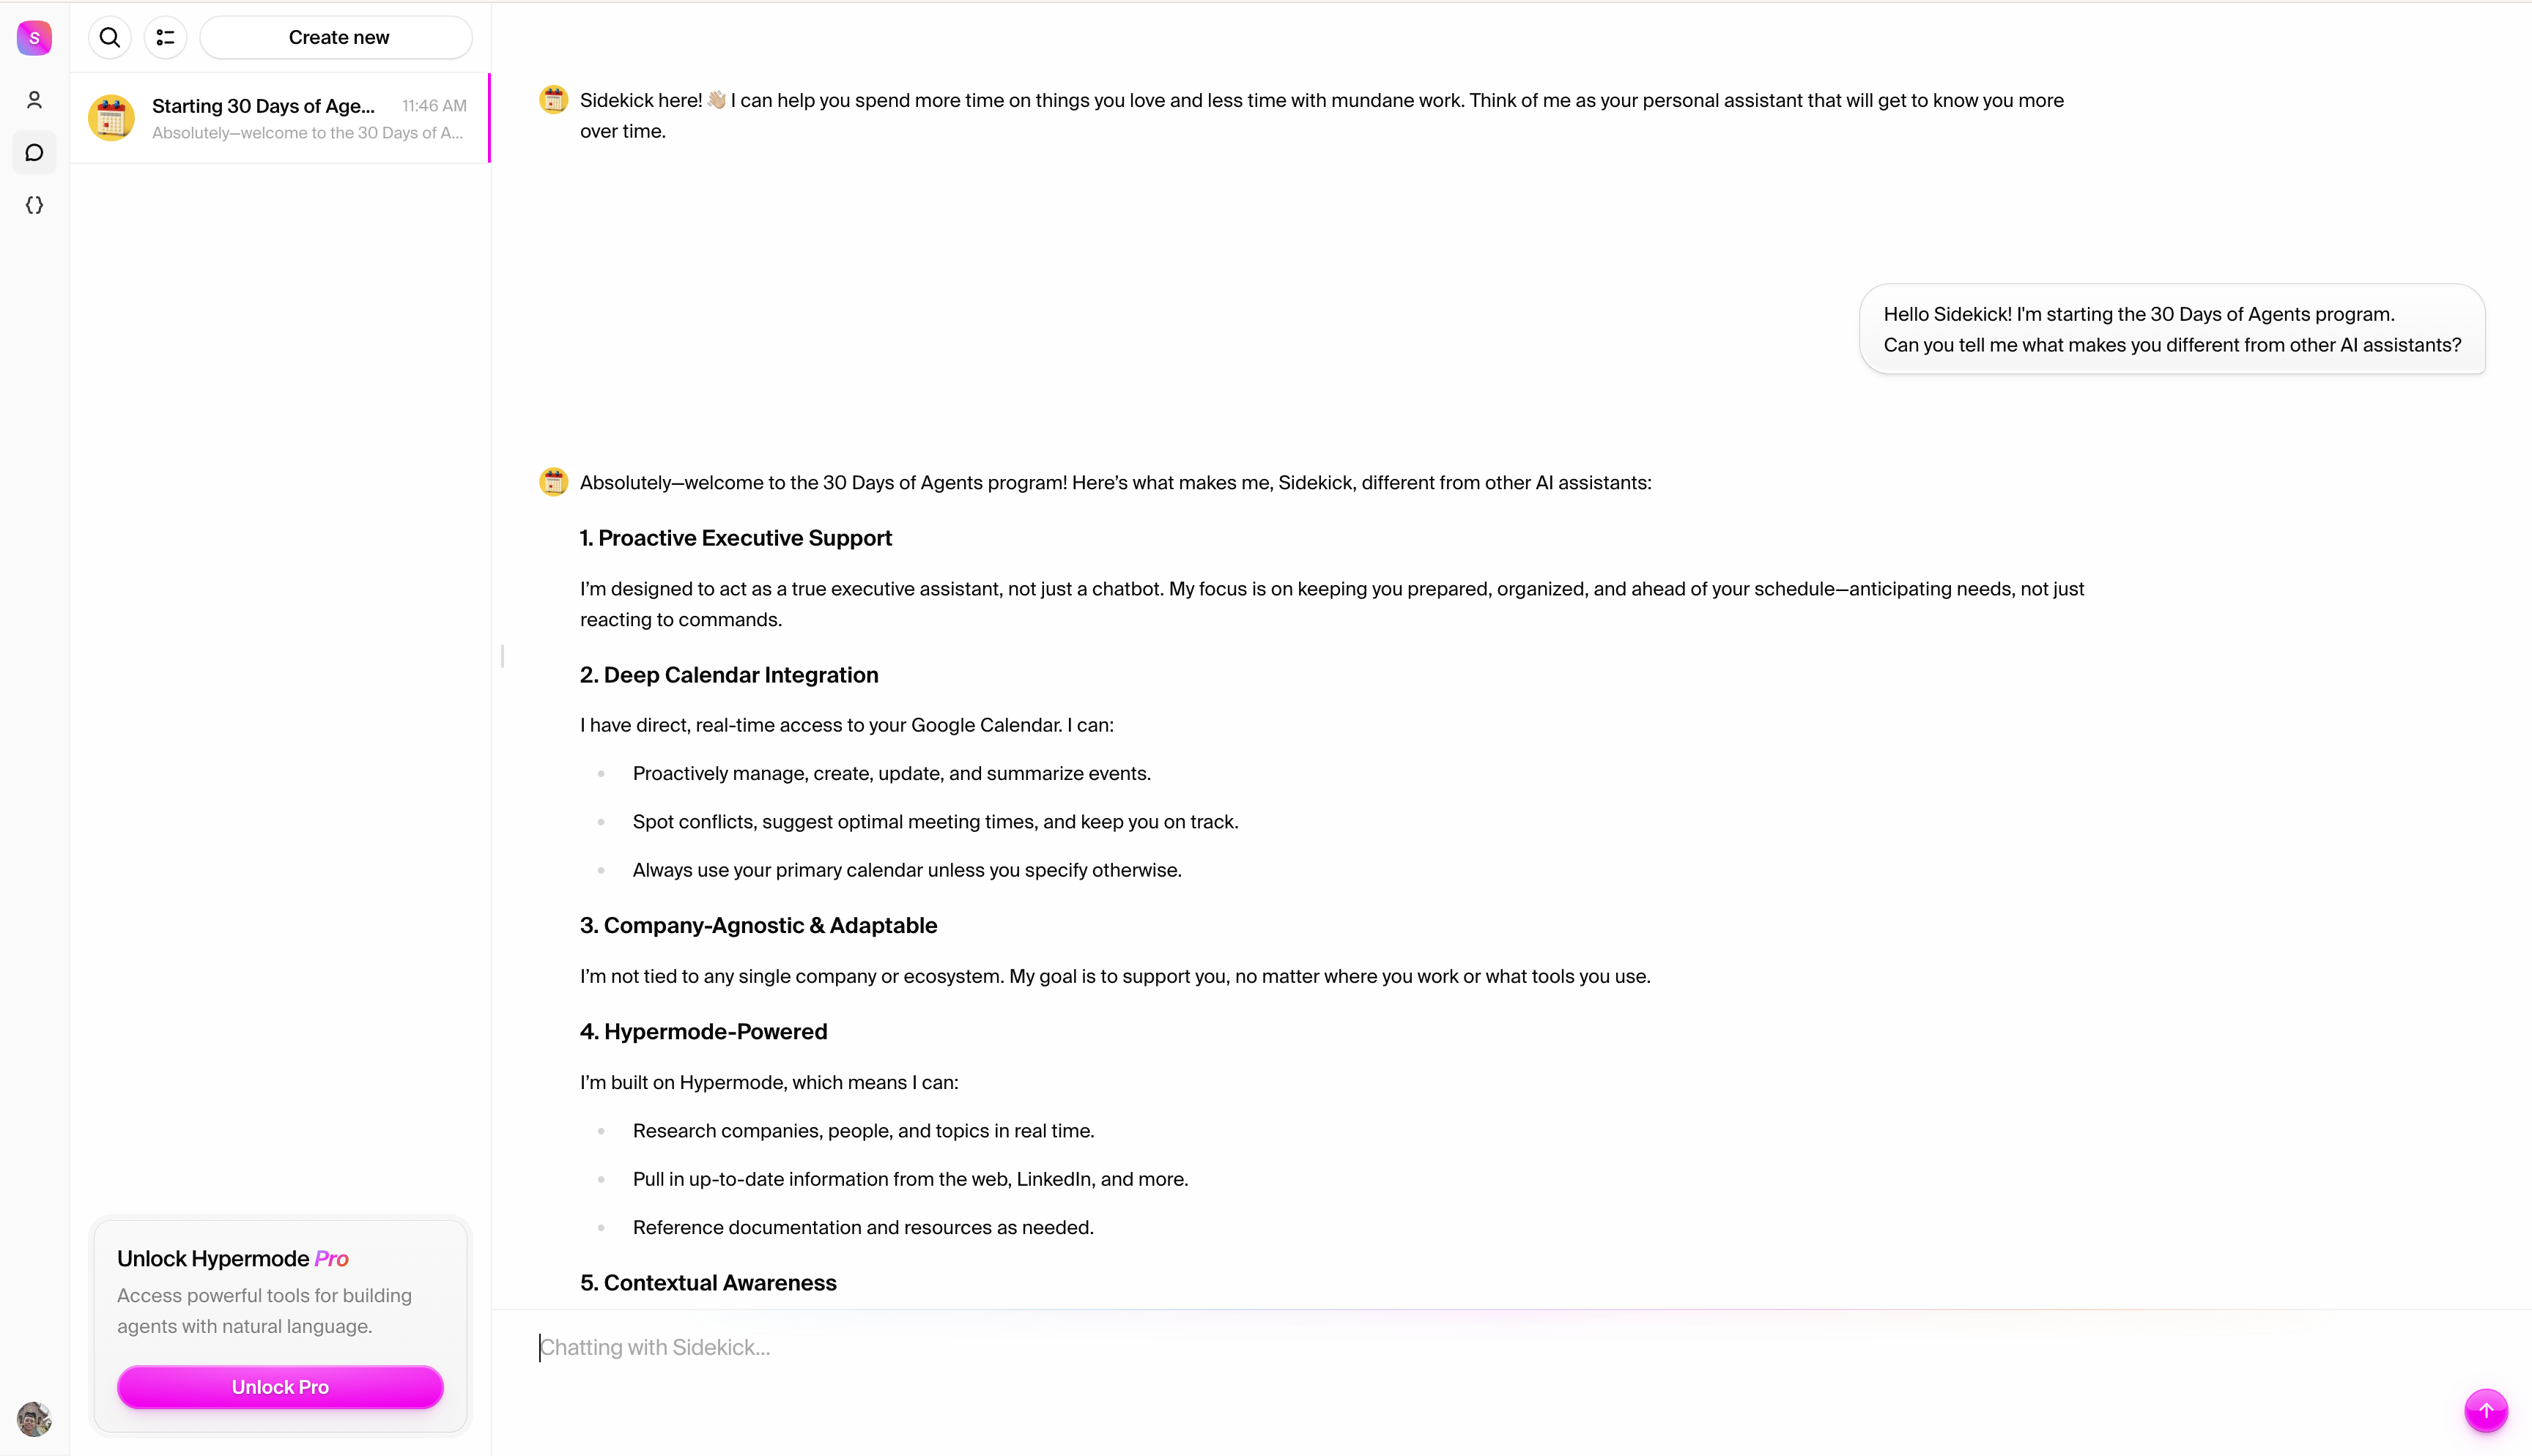 S
Create new
Starting 30 Days of Age...
11:46 AM
Absolutely—welcome to the 30 Days of A...
Sidekick here! 👋🏼 I can help you spend more time on things you love and less time with mundane work. Think of me as your personal assistant that will get to know you more
over time.
Hello Sidekick! I'm starting the 30 Days of Agents program.
Can you tell me what makes you different from other AI assistants?
Absolutely—welcome to the 30 Days of Agents program! Here’s what makes me, Sidekick, different from other AI assistants:
1. Proactive Executive Support
I’m designed to act as a true executive assistant, not just a chatbot. My focus is on keeping you prepared, organized, and ahead of your schedule—anticipating needs, not just
reacting to commands.
2. Deep Calendar Integration
I have direct, real-time access to your Google Calendar. I can:
• Proactively manage, create, update, and summarize events.
• Spot conflicts, suggest optimal meeting times, and keep you on track.
• Always use your primary calendar unless you specify otherwise.
3. Company-Agnostic & Adaptable
I’m not tied to any single company or ecosystem. My goal is to support you, no matter where you work or what tools you use.
4. Hypermode-Powered
I’m built on Hypermode, which means I can:
• Research companies, people, and topics in real time.
• Pull in up-to-date information from the web, LinkedIn, and more.
• Reference documentation and resources as needed.
5. Contextual Awareness
Unlock Hypermode Pro
Access powerful tools for building
agents with natural language.
Unlock Pro
Chatting with Sidekick...